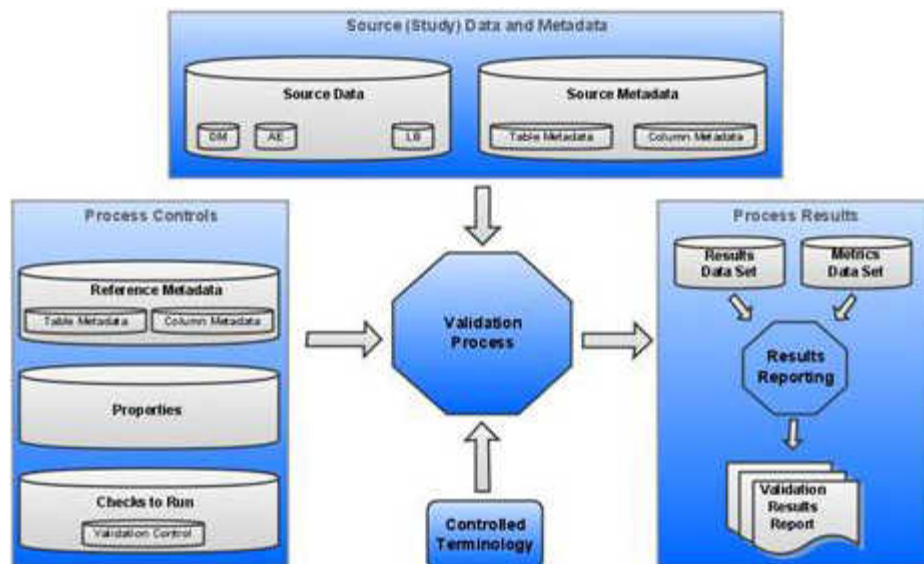 Source (Study) Data and Metadata
Source Data
DM
AE
LB
Source Metadata
Table Metadata
Column Metadata
Process Controls
Reference Metadata
Table Metadata
Column Metadata
Properties
Checks to Run
Validation Control
Validation
Process
Controlled
Terminology
Process Results
Results
Data Set
Metrics
Data Set
Results
Reporting
Validation
Results
Report